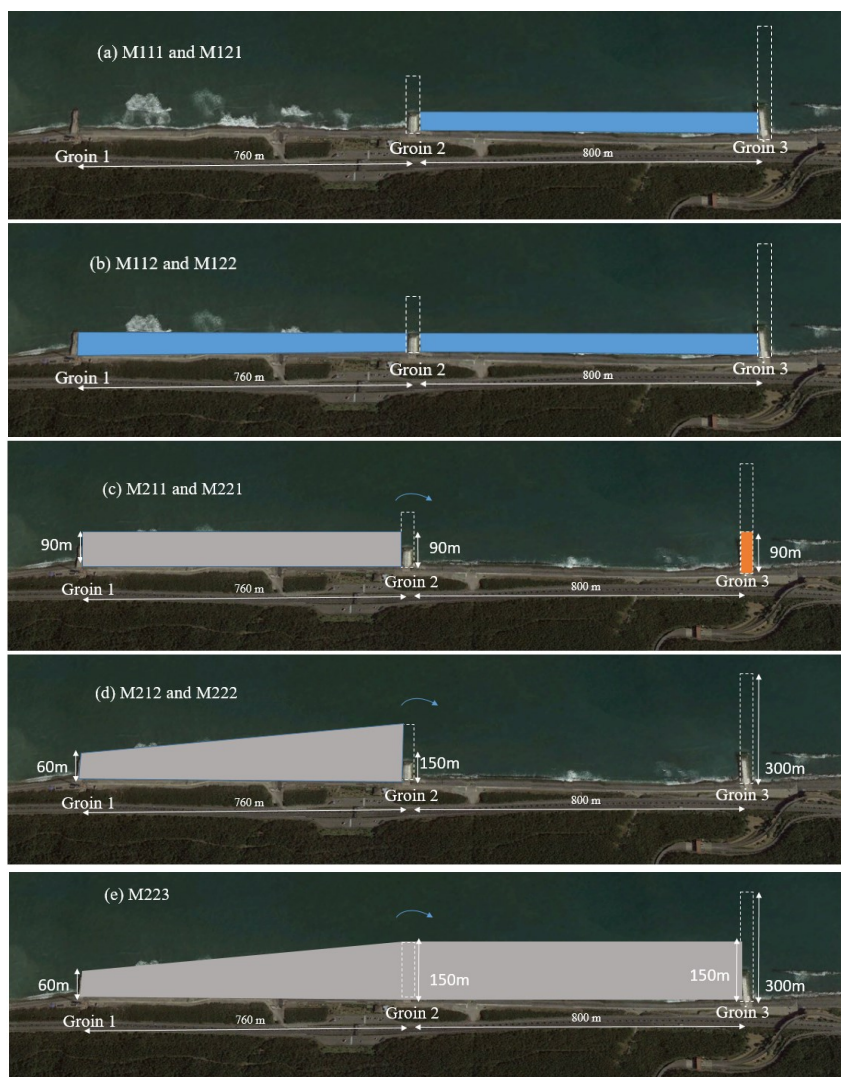 (a) M111 and M121
Groin 1
760 m
Groin 2
800 m
Groin 3
(b) M112 and M122
Groin 1
760 m
Groin 2
800 m
Groin 3
(c) M211 and M221
90m
90m
90m
Groin 1
760 m
Groin 2
800 m
Groin 3
(d) M212 and M222
60m
150m
300m
Groin 1
760 m
Groin 2
800 m
Groin 3
(e) M223
60m
150m
150m
300m
Groin 1
760 m
Groin 2
800 m
Groin 3